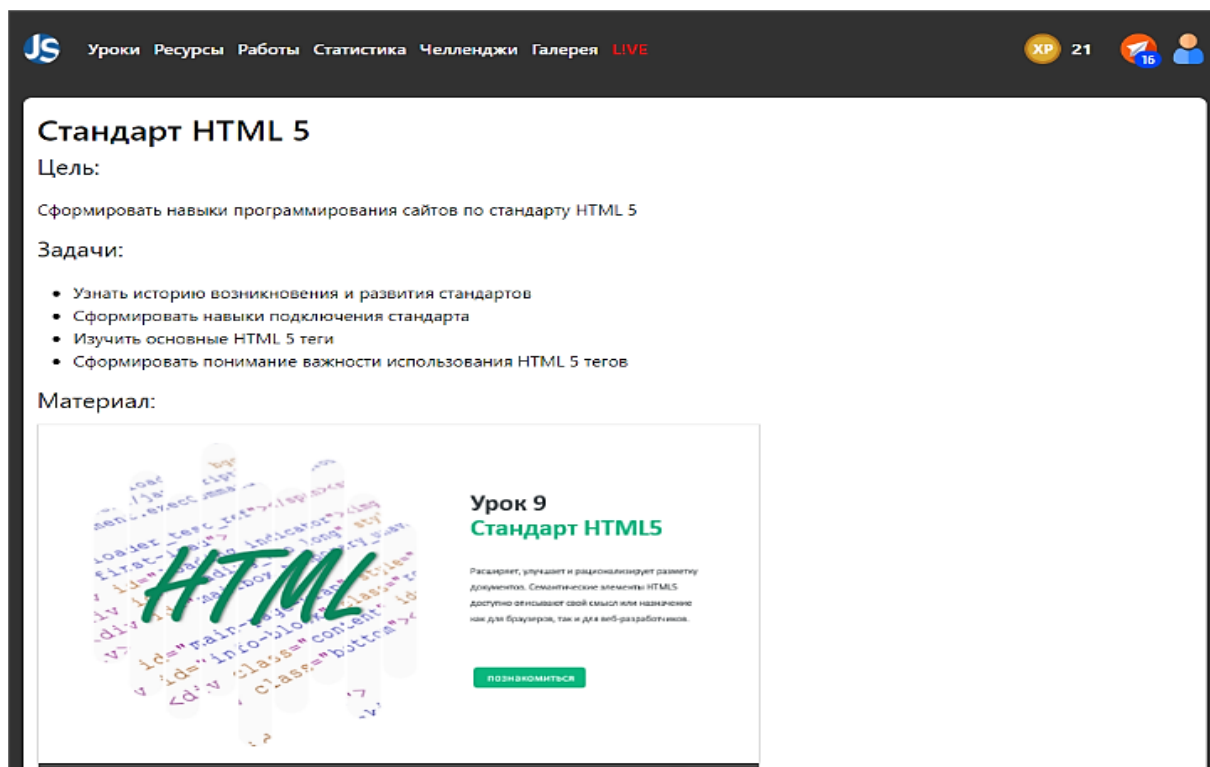 JS Уроки Ресурсы Работы Статистика Челленджи Галерея LIVE XP 21 16
Стандарт HTML 5
Цель:
Сформировать навыки программирования сайтов по стандарту HTML 5
Задачи:
Узнать историю возникновения и развития стандартов
Сформировать навыки подключения стандарта
Изучить основные HTML 5 теги
Сформировать понимание важности использования HTML 5 тегов
Материал:
HTML
Урок 9
Стандарт HTML5
Расширяет, улучшает и рационализирует разметку
документов. Семантические элементы HTML5
доступно описывают свой смысл или назначение
как для браузеров, так и для веб-разработчиков.
познакомиться